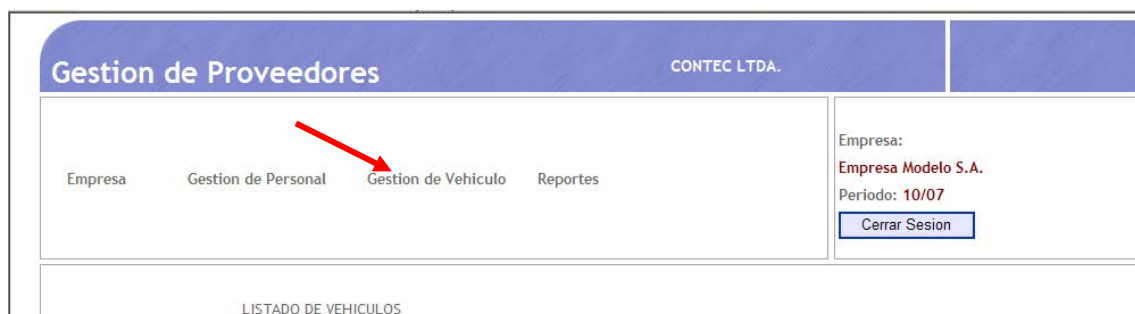 Gestion de Proveedores
CONTEC LTDA.
Empresa
Gestion de Personal
Gestion de Vehiculo
Reportes
Empresa:
Empresa Modelo S.A.
Periodo: 10/07
Cerrar Sesion
LISTADO DE VEHICULOS